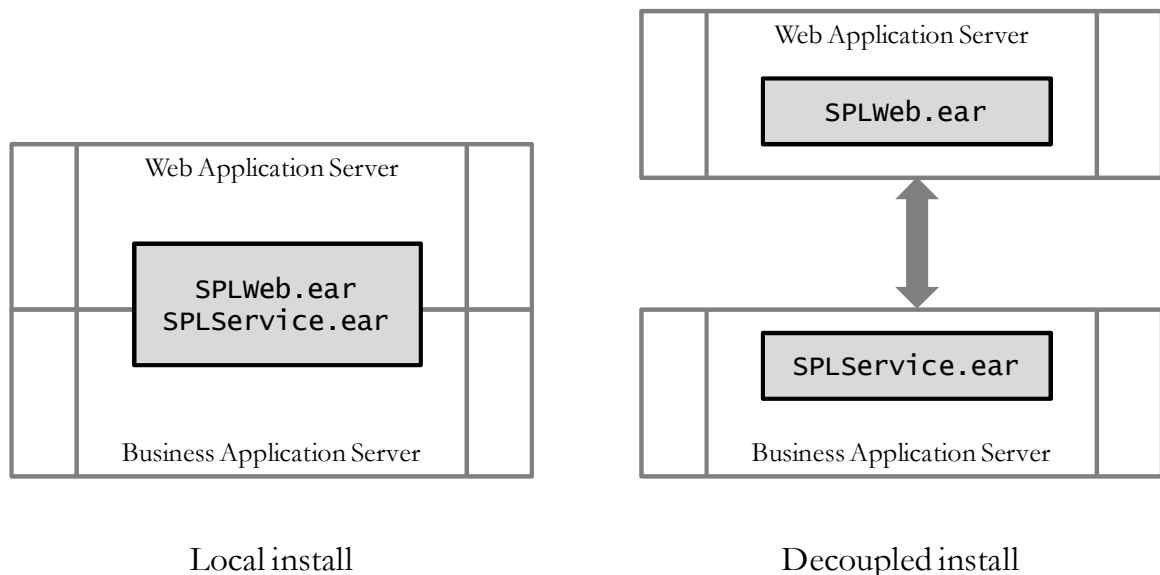 Web Application Server
SPLWeb.ear
SPLService.ear
Business Application Server
Local install
Web Application Server
SPLWeb.ear
SPLService.ear
Business Application Server
Decoupled install